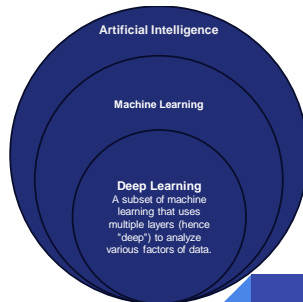 Artificial Intelligence
Machine Learning
Deep Learning
A subset of machine
learning that uses
multiple layers (hence
"deep") to analyze
various factors of data.